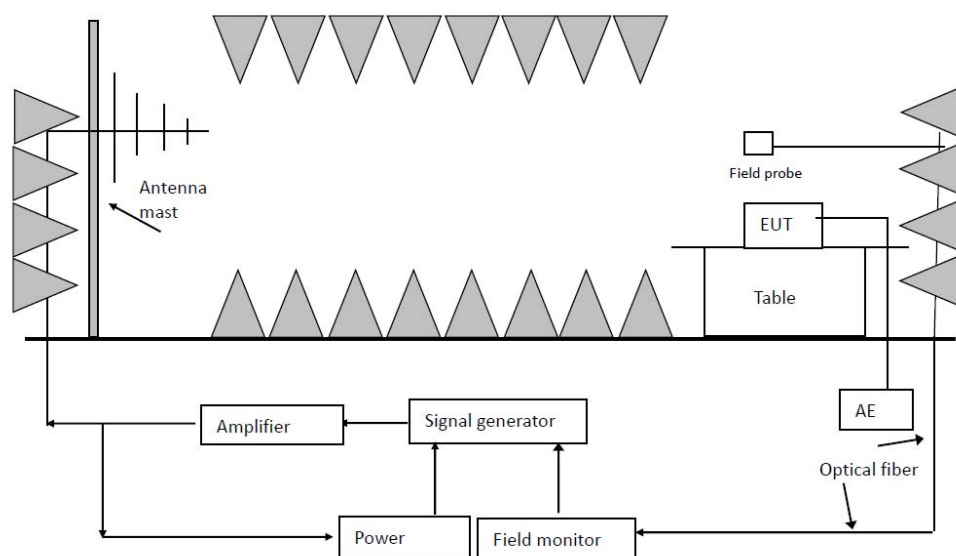 Field probe
Antenna
mast
EUT
Table
AE
Signal generator
Amplifier
Optical fiber
Power
Field monitor